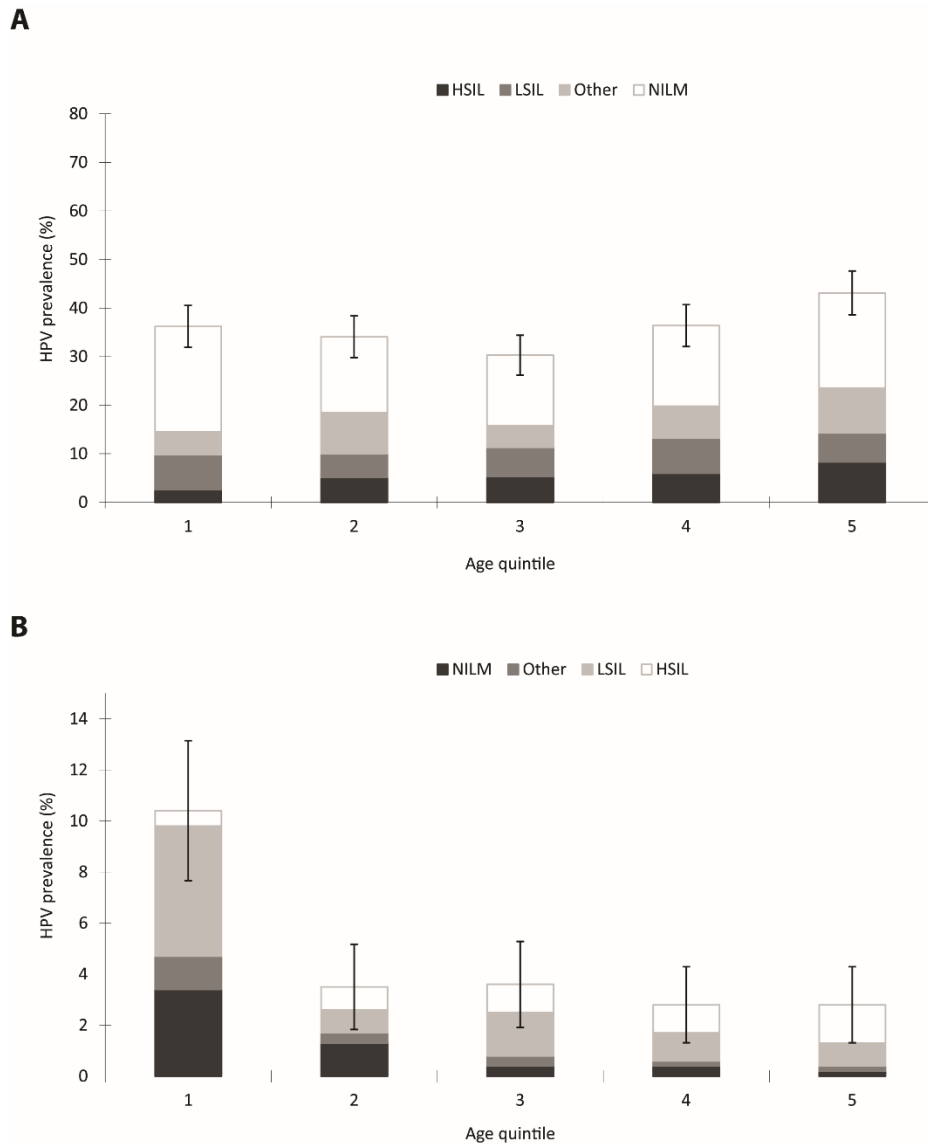 A
HSIL LSIL Other NILM
80
70
60
50
40
30
20
10
0
HPV prevalence (%)
1 2 3 4 5
Age quintile
B
NILM Other LSIL HSIL
14
12
10
8
6
4
2
0
HPV prevalence (%)
1 2 3 4 5
Age quintile